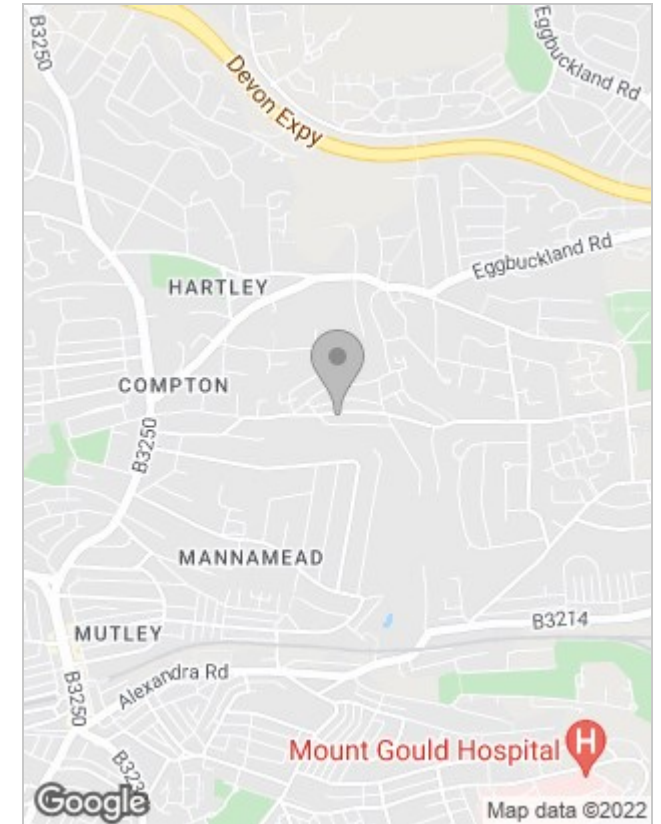 B3250
Eggbuckland Rd
Devon Expy
Eggbuckland Rd
HARTLEY
COMPTON
B3250
MANNAMEAD
B3214
MUTLEY
Alexandra Rd
B3250
Mount Gould Hospital H
Google
Map data ©2022